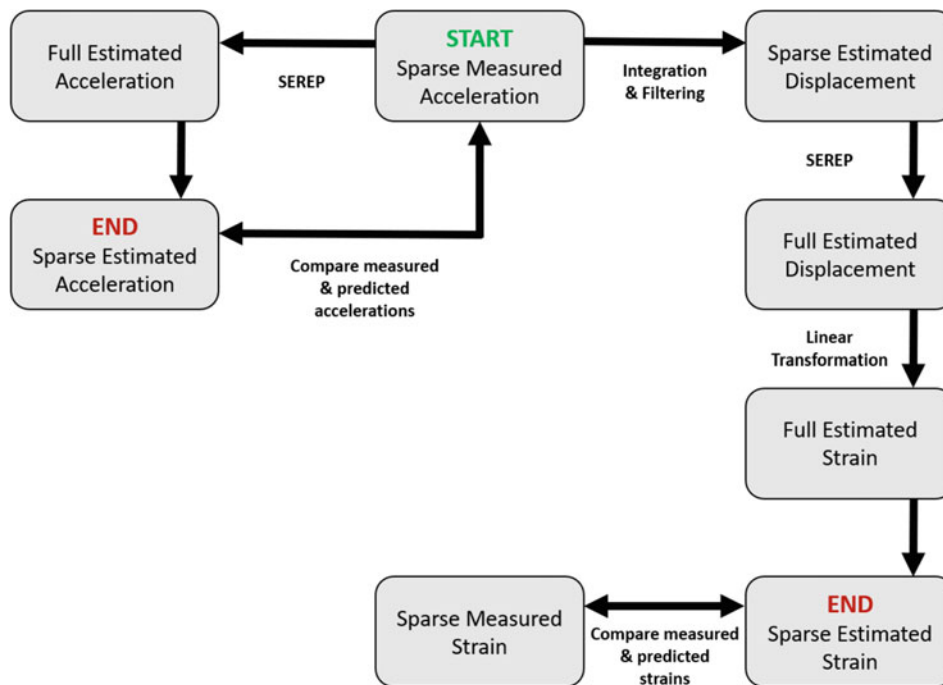 Full Estimated
Acceleration
SEREP
START
Sparse Measured
Acceleration
Integration
& Filtering
Sparse Estimated
Displacement
SEREP
END
Sparse Estimated
Acceleration
Compare measured
& predicted
accelerations
Full Estimated
Displacement
Linear
Transformation
Full Estimated
Strain
Sparse Measured
Strain
Compare measured
& predicted
strains
END
Sparse Estimated
Strain